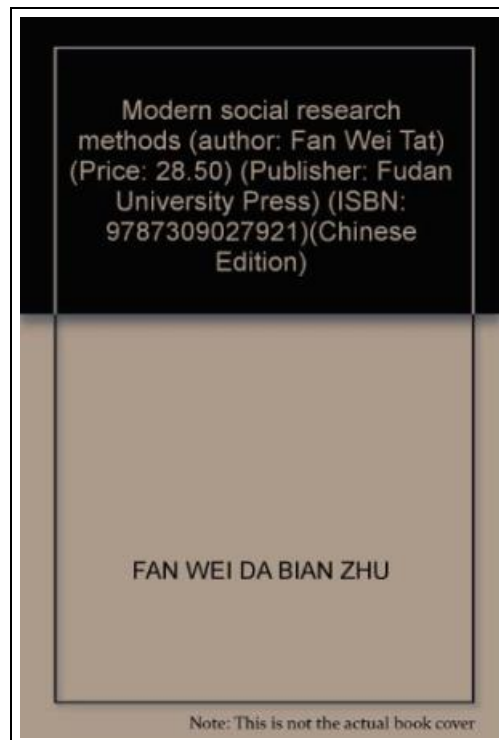 Modern social research
methods (author: Fan Wei Tat)
(Price: 28.50) (Publisher: Fudan
University Press) (ISBN:
9787309027921)(Chinese
Edition)
FAN WEI DA BIAN ZHU
Note: This is not the actual book cover